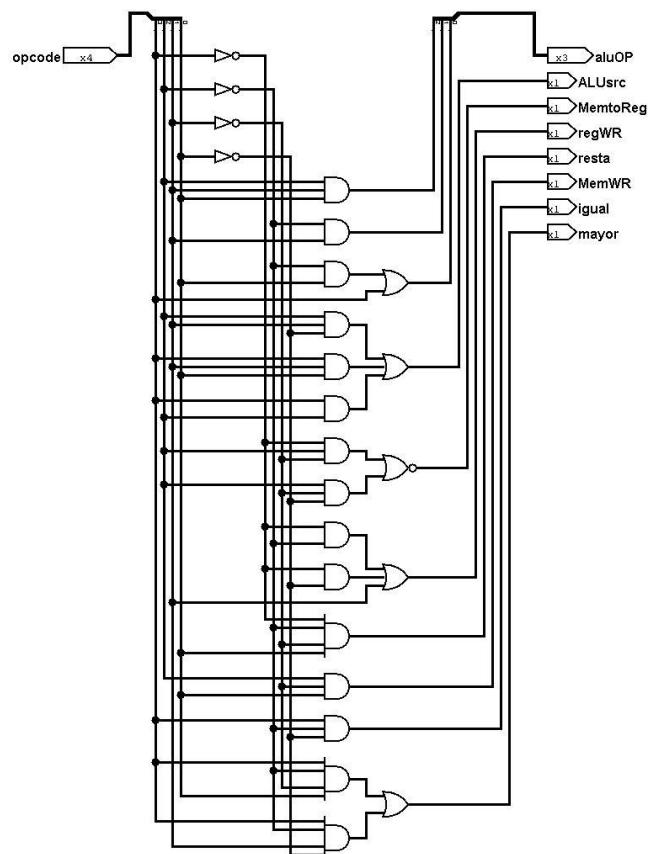 opcode
x4
x3
aluOP
x1
ALUsrc
x1
MemtoReg
x1
regWR
x1
resta
x1
MemWR
x1
igual
x1
mayor